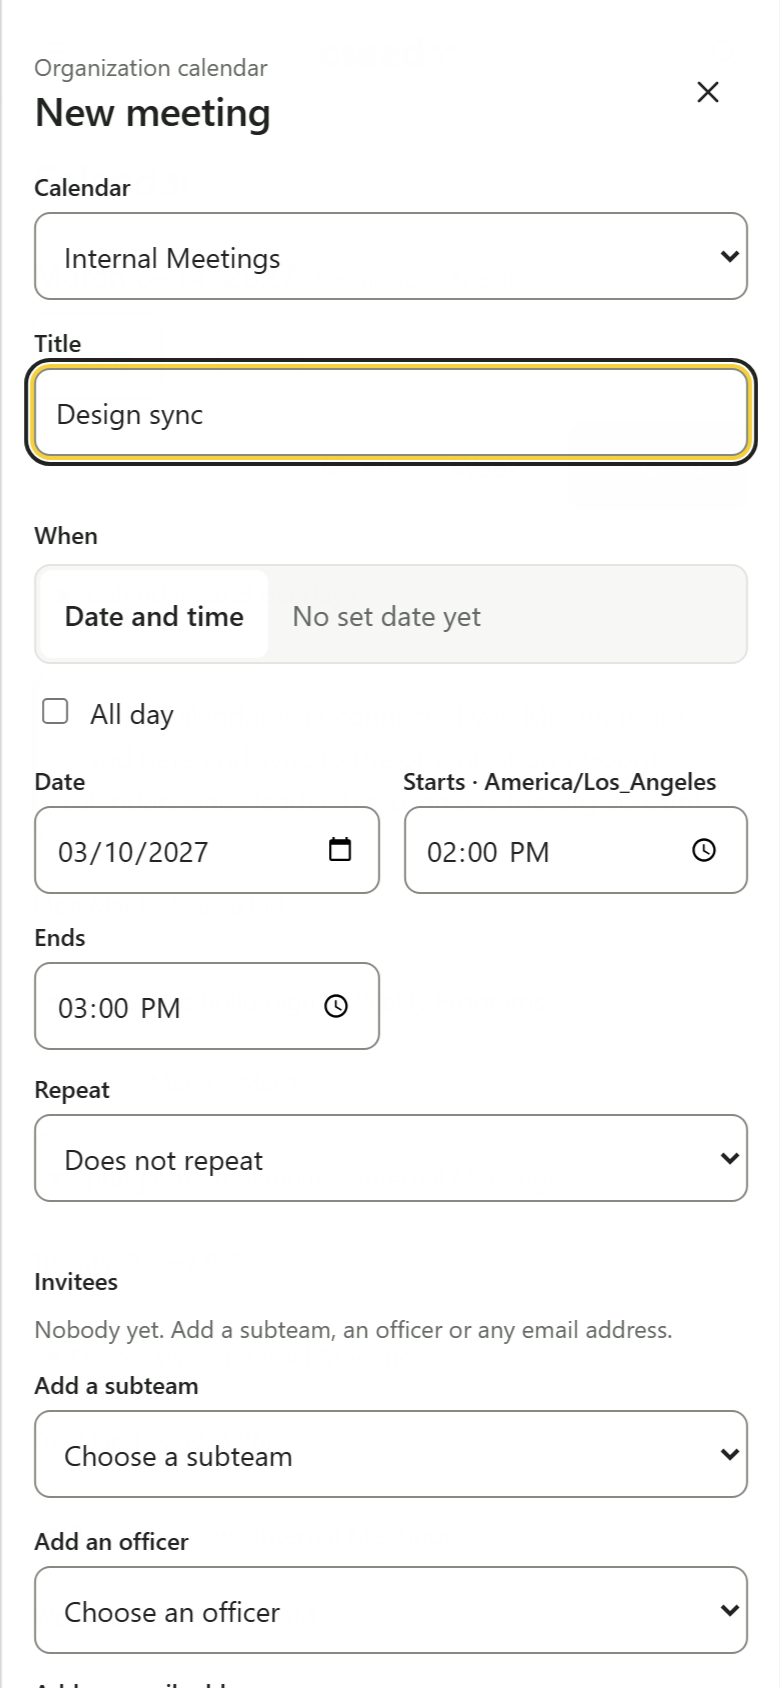 Organization calendar
New meeting
Calendar
Internal Meetings
Title
Design sync
When
Date and time No set date yet
All day
Date Starts · America/Los_Angeles
03/10/2027 02:00 PM
Ends
03:00 PM
Repeat
Does not repeat
Invitees
Nobody yet. Add a subteam, an officer or any email address.
Add a subteam
Choose a subteam
Add an officer
Choose an officer